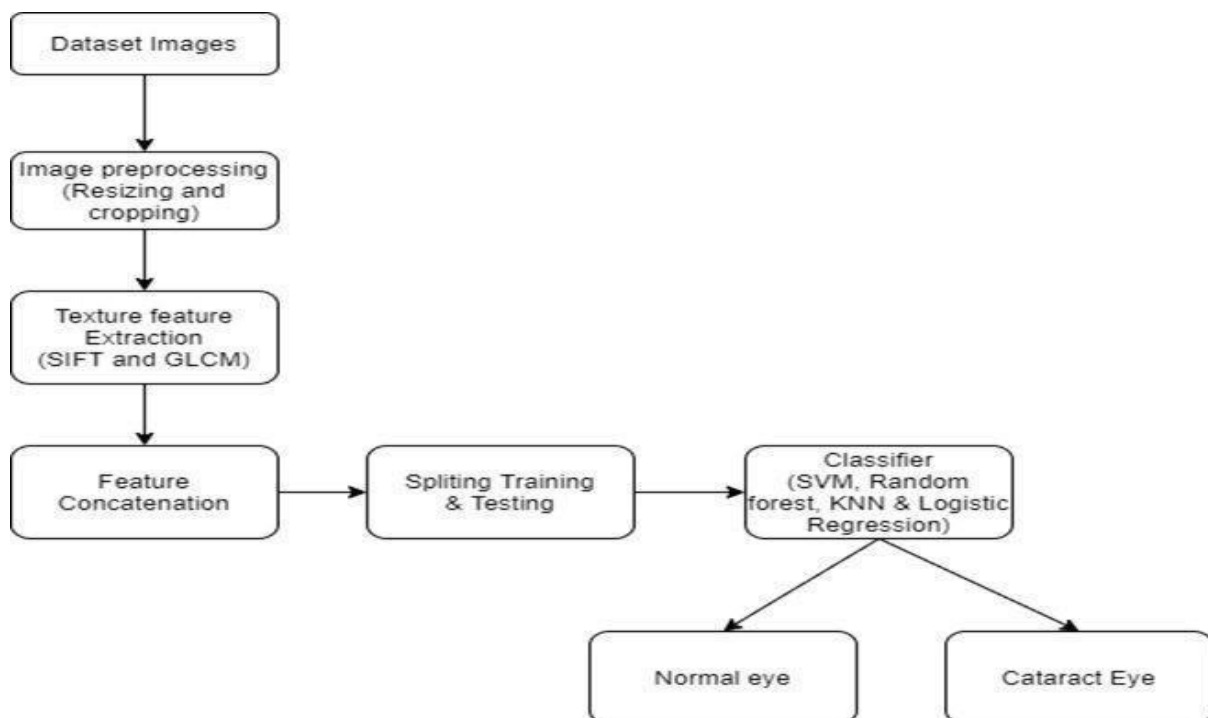 Dataset Images
Image preprocessing
(Resizing and
cropping)
Texture feature
Extraction
(SIFT and GLCM)
Feature
Concatenation
Spliting Training
& Testing
Classifier
(SVM, Random
forest, KNN & Logistic
Regression)
Normal eye
Cataract Eye